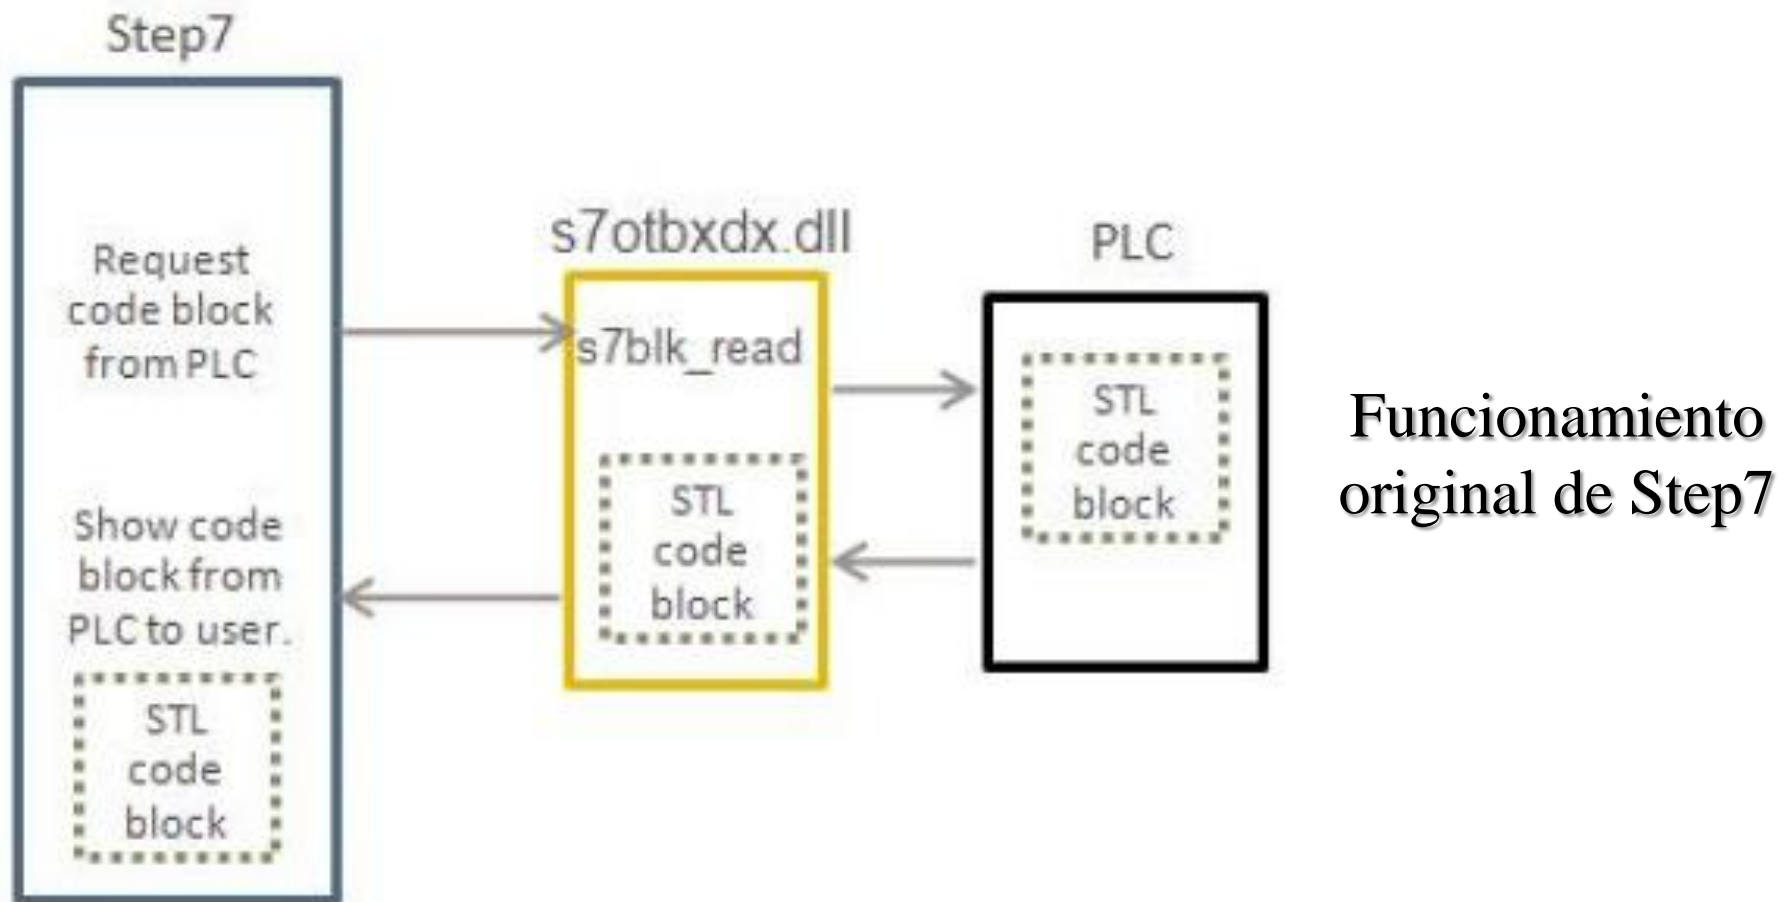 Step7
Request
code block
from PLC
Show code
block from
PLC to user.
STL
code
block
s7otbxdx.dll
s7blk_read
STL
code
block
PLC
STL
code
block
Funcionamiento
original de Step7